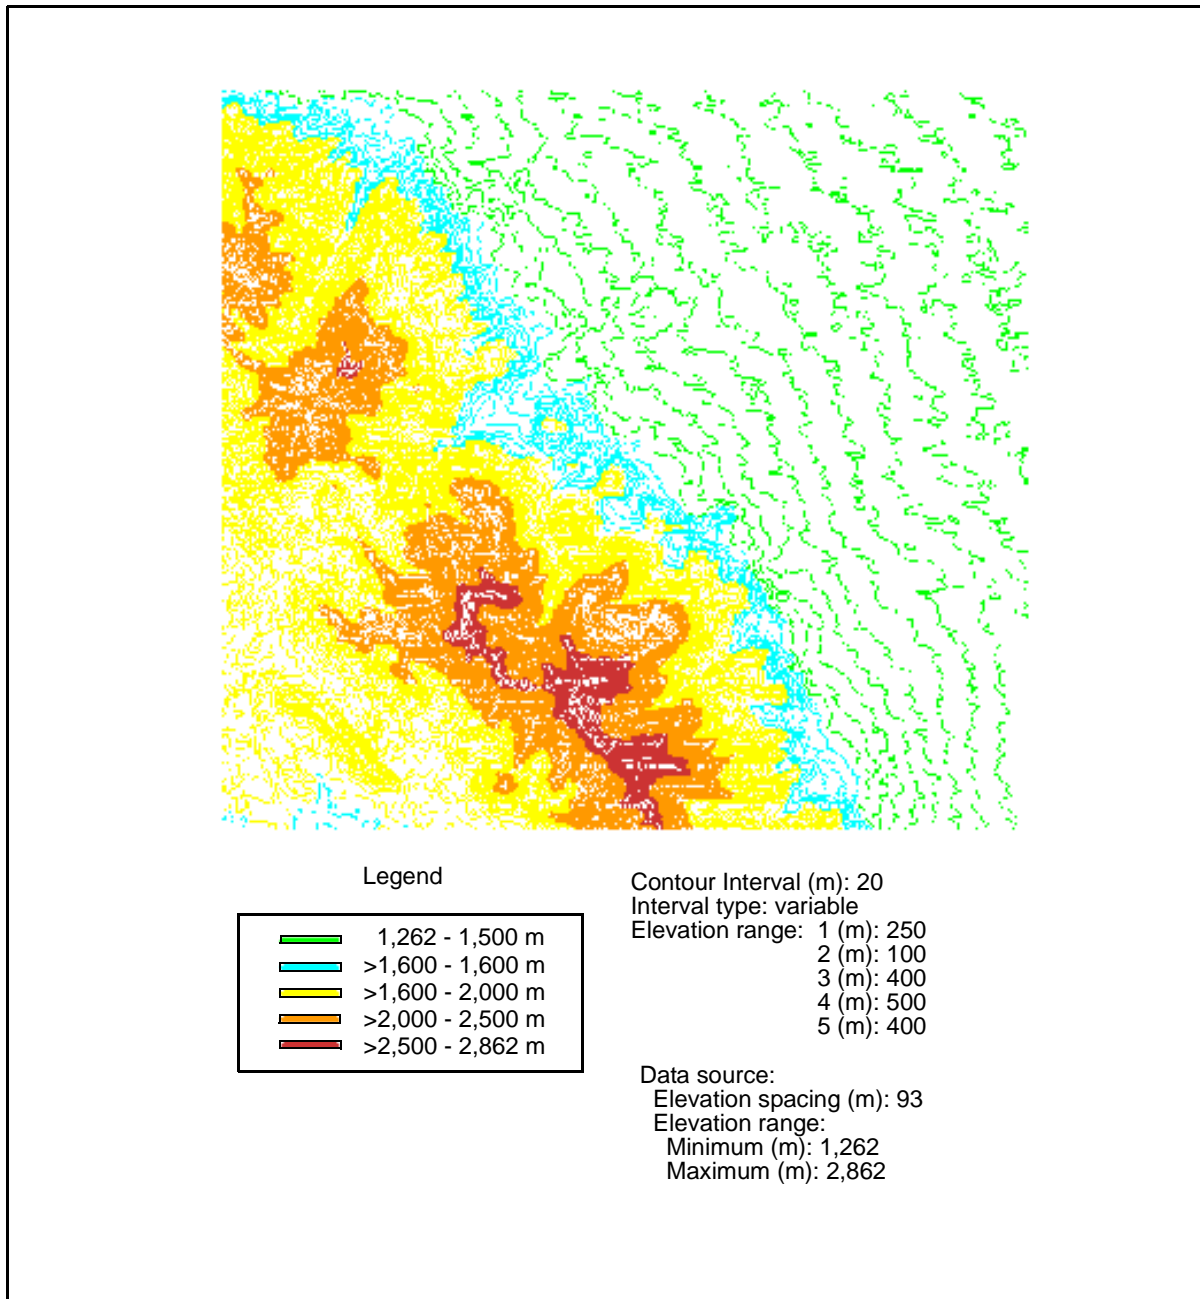 Legend
1,262 - 1,500 m
>1,600 - 1,600 m
>1,600 - 2,000 m
>2,000 - 2,500 m
>2,500 - 2,862 m
Contour Interval (m): 20
Interval type: variable
Elevation range: 1 (m): 250
2 (m): 100
3 (m): 400
4 (m): 500
5 (m): 400
Data source:
Elevation spacing (m): 93
Elevation range:
Minimum (m): 1,262
Maximum (m): 2,862